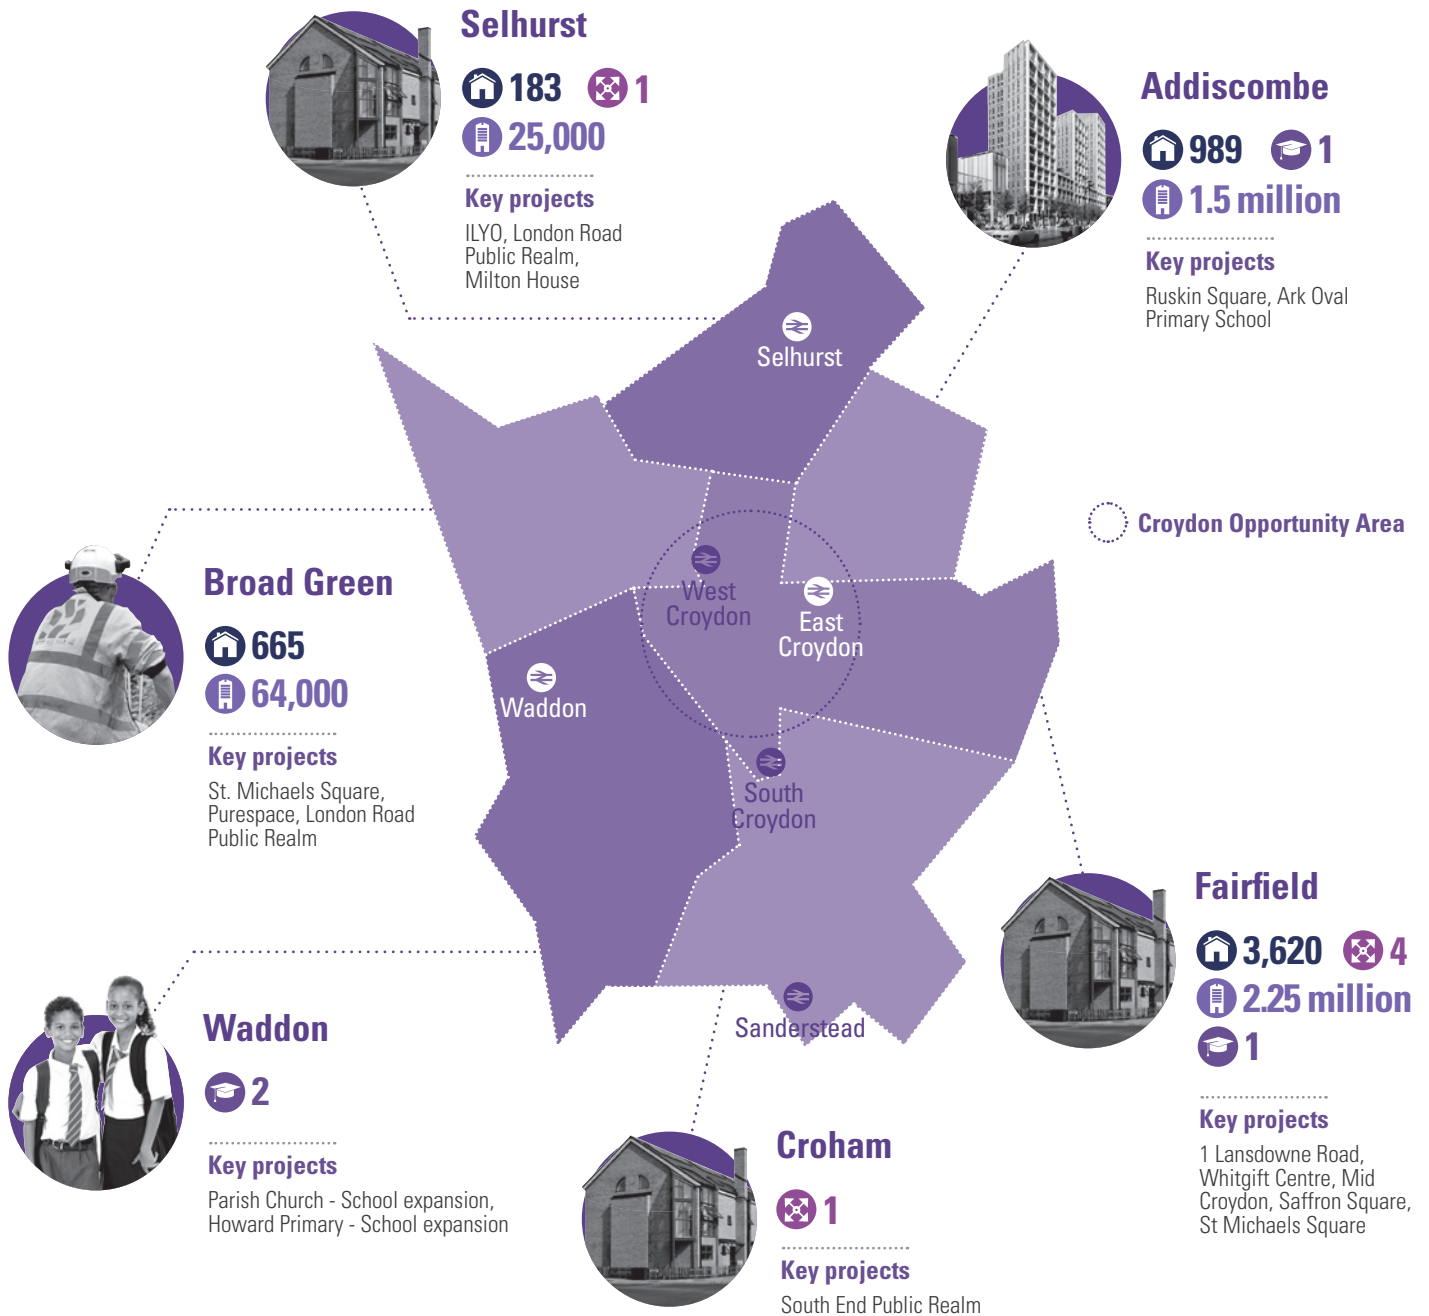 Selhurst
183 1
25,000
Key projects
ILYO, London Road
Public Realm,
Milton House
Addiscombe
989 1
1.5 million
Key projects
Ruskin Square, Ark Oval
Primary School
Selhurst
Croydon Opportunity Area
West
Croydon
East
Croydon
Broad Green
665
64,000
Key projects
St. Michaels Square,
Purespace, London Road
Public Realm
Waddon
South
Croydon
Fairfield
3,620 4
2.25 million
1
Key projects
1 Lansdowne Road,
Whitgift Centre, Mid
Croydon, Saffron Square,
St Michaels Square
Sanderstead
Waddon
2
Key projects
Parish Church - School expansion,
Howard Primary - School expansion
Croham
1
Key projects
South End Public Realm